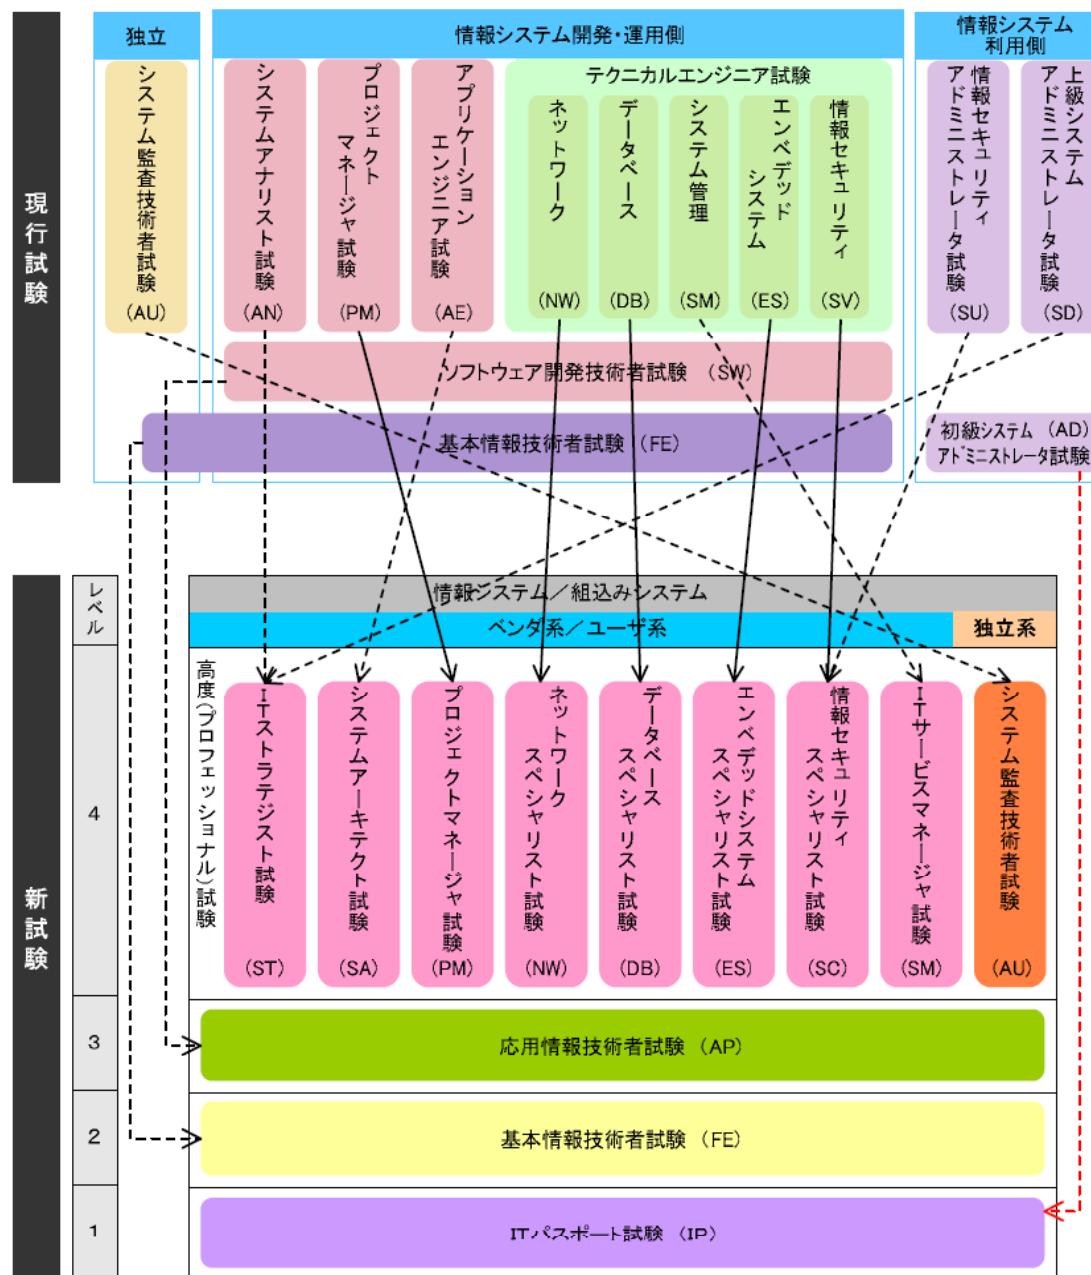 現行試験
独立
情報システム開発・運用側
情報システム
利用側
システム監査技術者試験
(AU)
システムアナリスト試験
(AN)
プロジェクト
マネージャ試験
(PM)
アプリケーション
エンジニア試験
(AE)
テクニカルエンジニア試験
ネットワーク
(NW)
データベース
(DB)
システム管理
(SM)
エンベデッド
システム
(ES)
情報セキュリティ
(SV)
情報セキュリティ
アドミニストレータ試験
(SU)
上級システム
アドミニストレータ試験
(SD)
ソフトウェア開発技術者試験 (SW)
基本情報技術者試験 (FE)
初級システム (AD)
アドミニストレータ試験
新試験
レベル
情報システム/組込みシステム
ベンダ系/ユーザ系
独立系
4
高度(プロフェッショナル)試験
ITストラテジスト試験
(ST)
システムアーキテクト試験
(SA)
プロジェクトマネージャ試験
(PM)
ネットワーク
スペシャリスト試験
(NW)
データベース
スペシャリスト試験
(DB)
エンベデッドシステム
スペシャリスト試験
(ES)
情報セキュリティ
スペシャリスト試験
(SC)
ITサービスマネージャ試験
(SM)
システム監査技術者試験
(AU)
3
応用情報技術者試験 (AP)
2
基本情報技術者試験 (FE)
1
ITパスポート試験 (IP)